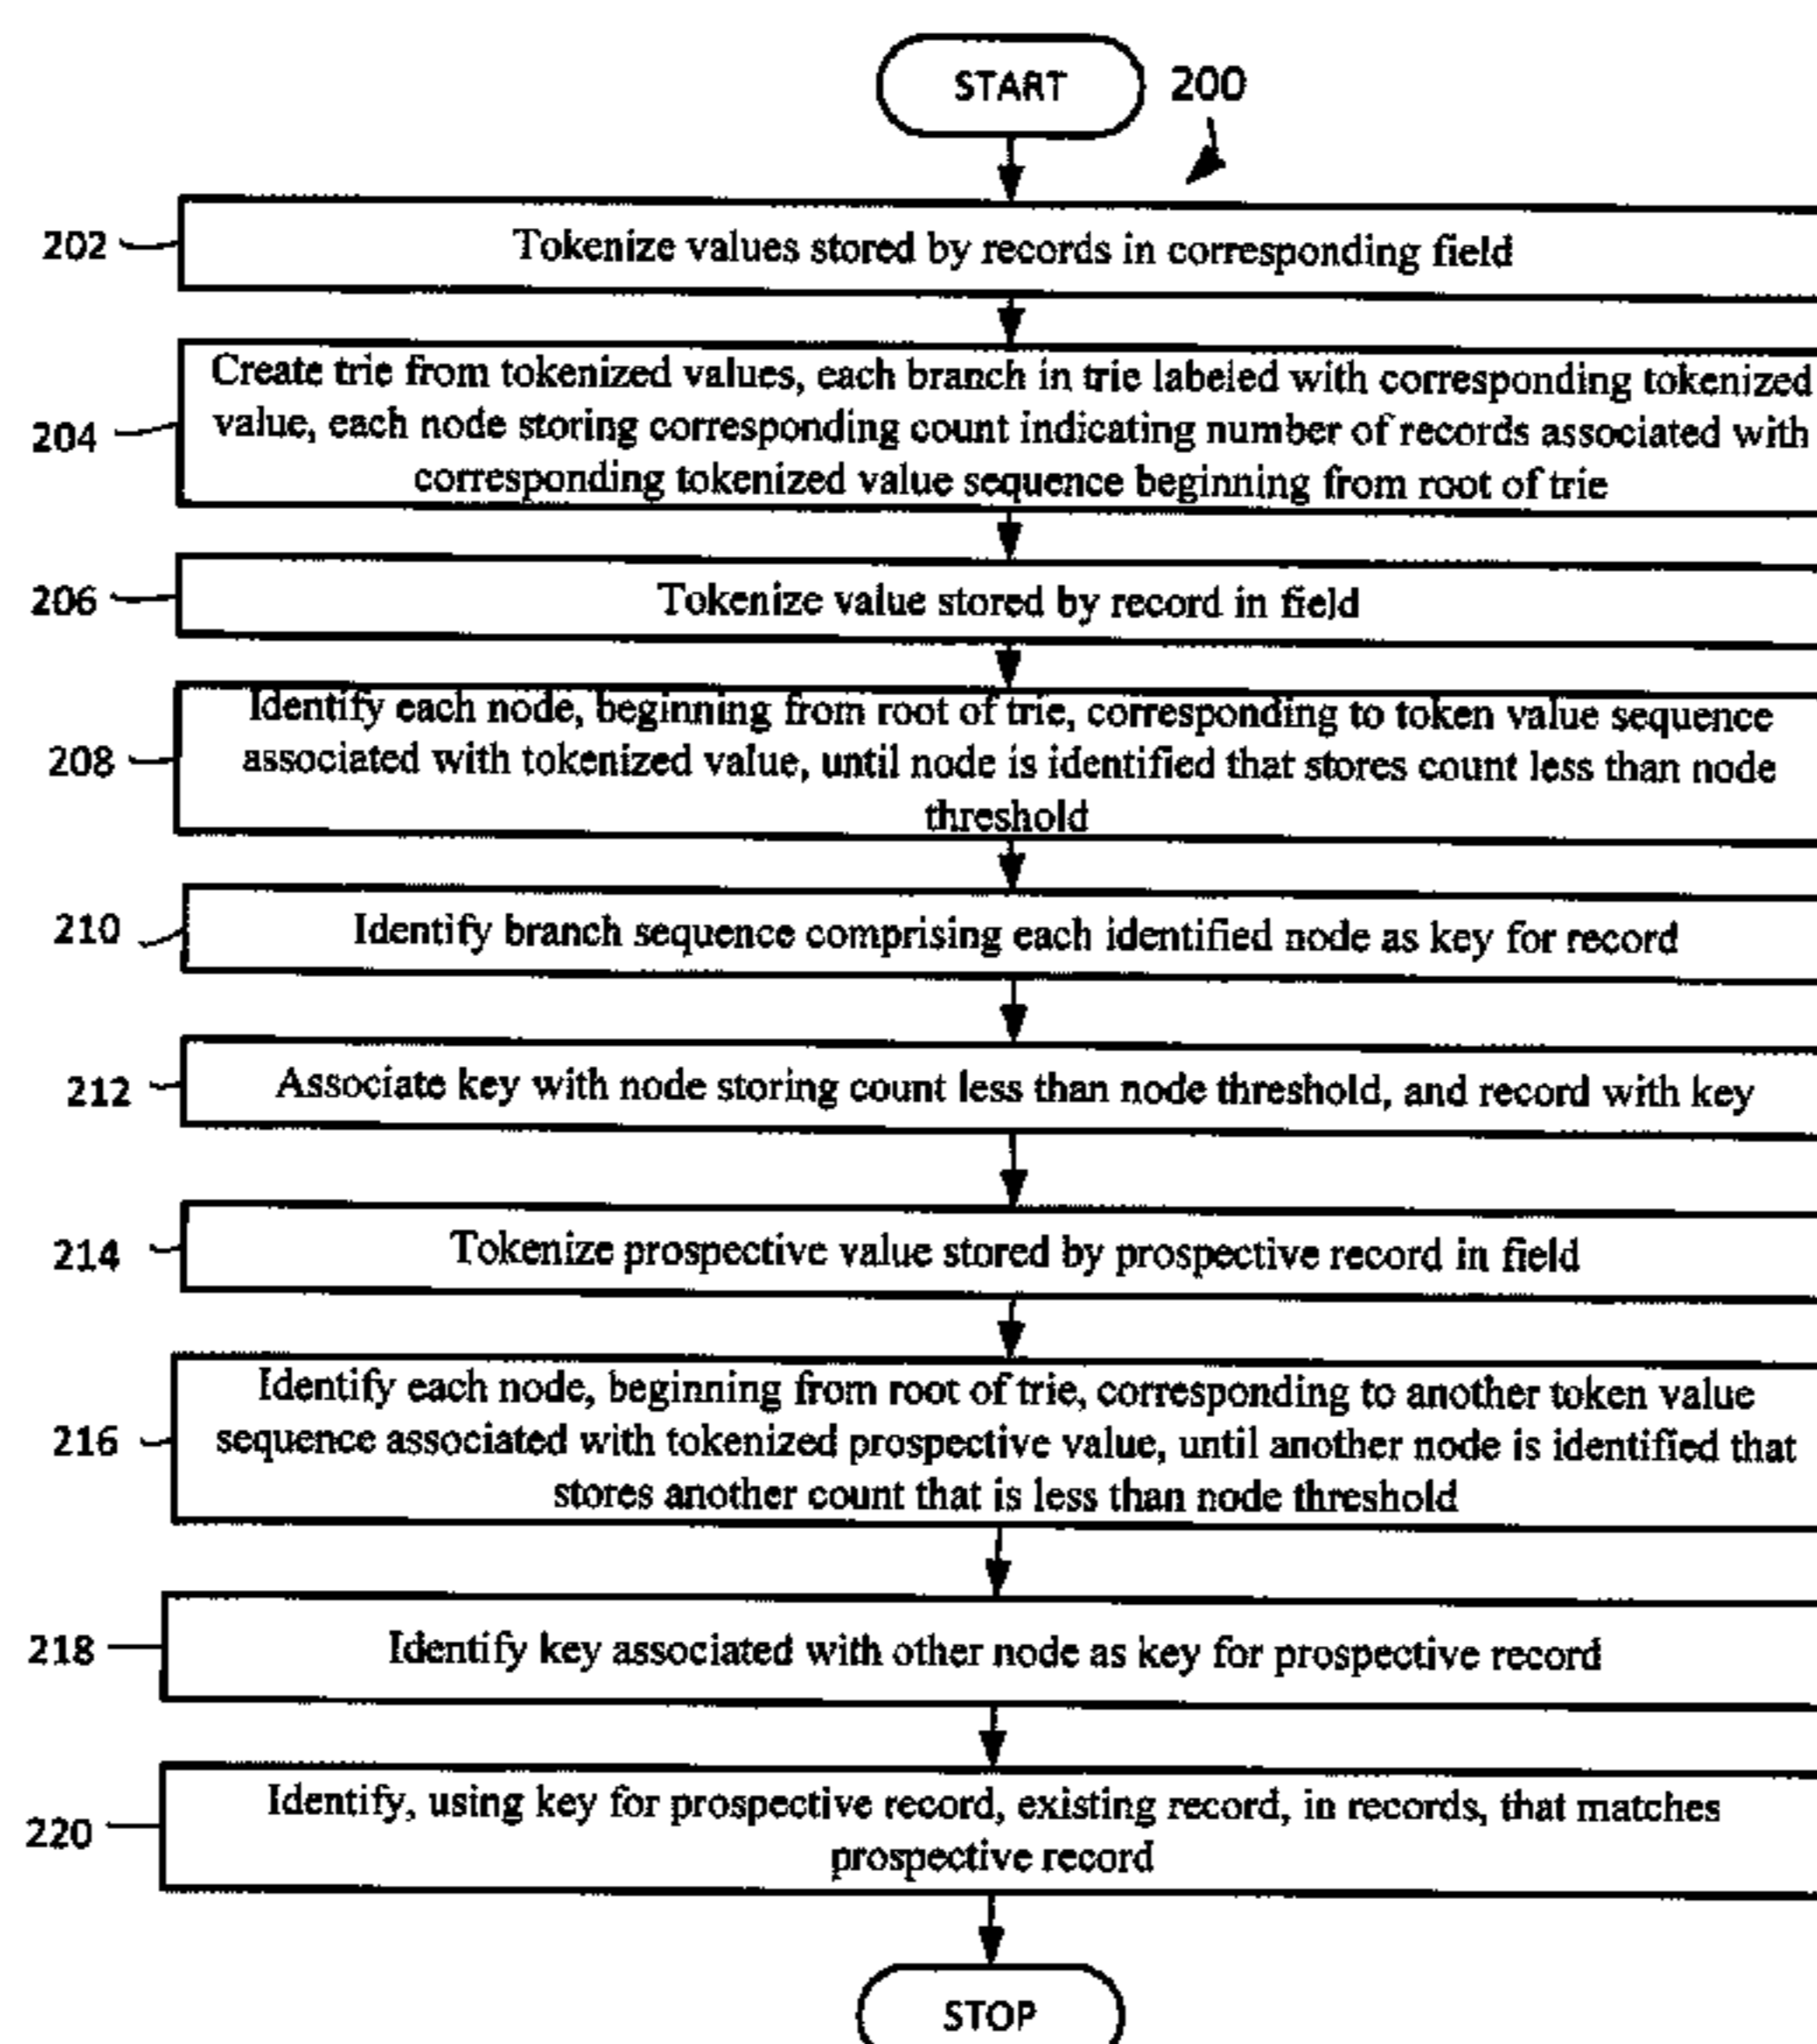 START
200
202
Tokenize values stored by records in corresponding field
Create trie from tokenized values, each branch in trie labeled with corresponding tokenized
204
value, each node storing corresponding count indicating number of records associated with
corresponding tokenized value sequence beginning from root of trie
206
Tokenize value stored by record in field
Identify each node, beginning from root of trie, corresponding to token value sequence
208
associated with tokenized value, until node is identified that stores count less than node
threshold
210
Identify branch sequence comprising each identified node as key for record
212
Associate key with node storing count less than node threshold, and record with key
214
Tokenize prospective value stored by prospective record in field
Identify each node, beginning from root of trie, corresponding to another token value
216
sequence associated with tokenized prospective value, until another node is identified that
stores another count that is less than node threshold
218
Identify key associated with other node as key for prospective record
220
Identify, using key for prospective record, existing record, in records, that matches
prospective record
STOP